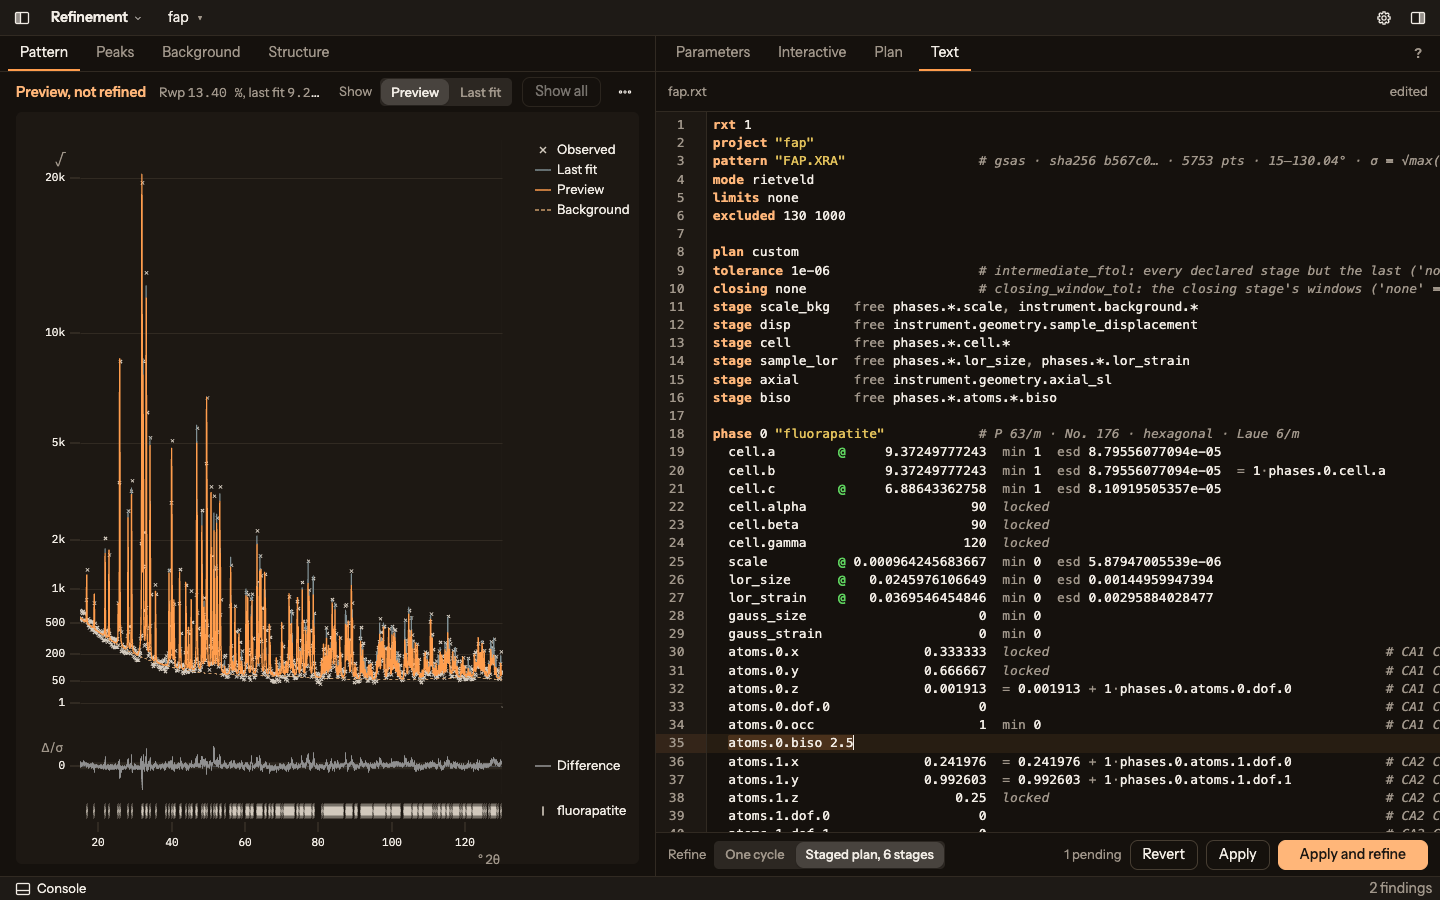 Refinement fap
Pattern Peaks Background Structure
Parameters Interactive Plan Text ?
Preview, not refined Rwp 13.40 %, last fit 9.2… Show Preview Last fit Show all •••
fap.rxt edited
√
20k
10k
5k
2k
1k
500
200
50
1
Δ/σ
0
20 40 60 80 100 120
°2θ
× Observed
Last fit
Preview
Background
Difference
fluorapatite
1 rxt 1
2 project "fap"
3 pattern "FAP.XRA" # gsas · sha256 b567c0… · 5753 pts · 15–130.04° · σ = √max(
4 mode rietveld
5 limits none
6 excluded 130 1000
7
8 plan custom
9 tolerance 1e-06 # intermediate_ftol: every declared stage but the last ('no
10 closing none # closing_window_tol: the closing stage's windows ('none' =
11 stage scale_bkg free phases.*.scale, instrument.background.*
12 stage disp free instrument.geometry.sample_displacement
13 stage cell free phases.*.cell.*
14 stage sample_lor free phases.*.lor_size, phases.*.lor_strain
15 stage axial free instrument.geometry.axial_sl
16 stage biso free phases.*.atoms.*.biso
17
18 phase 0 "fluorapatite" # P 63/m · No. 176 · hexagonal · Laue 6/m
19 cell.a @ 9.37249777243 min 1 esd 8.79556077094e-05
20 cell.b 9.37249777243 min 1 esd 8.79556077094e-05 = 1·phases.0.cell.a
21 cell.c @ 6.88643362758 min 1 esd 8.10919505357e-05
22 cell.alpha 90 locked
23 cell.beta 90 locked
24 cell.gamma 120 locked
25 scale @ 0.000964245683667 min 0 esd 5.87947005539e-06
26 lor_size @ 0.0245976106649 min 0 esd 0.00144959947394
27 lor_strain @ 0.0369546454846 min 0 esd 0.00295884028477
28 gauss_size 0 min 0
29 gauss_strain 0 min 0
30 atoms.0.x 0.333333 locked # CA1 C
31 atoms.0.y 0.666667 locked # CA1 C
32 atoms.0.z 0.001913 = 0.001913 + 1·phases.0.atoms.0.dof.0 # CA1 C
33 atoms.0.dof.0 0 # CA1 C
34 atoms.0.occ 1 min 0 # CA1 C
35 atoms.0.biso 2.5
36 atoms.1.x 0.241976 = 0.241976 + 1·phases.0.atoms.1.dof.0 # CA2 C
37 atoms.1.y 0.992603 = 0.992603 + 1·phases.0.atoms.1.dof.1 # CA2 C
38 atoms.1.z 0.25 locked # CA2 C
39 atoms.1.dof.0 0 # CA2 C
Refine One cycle Staged plan, 6 stages 1 pending Revert Apply Apply and refine
Console 2 findings